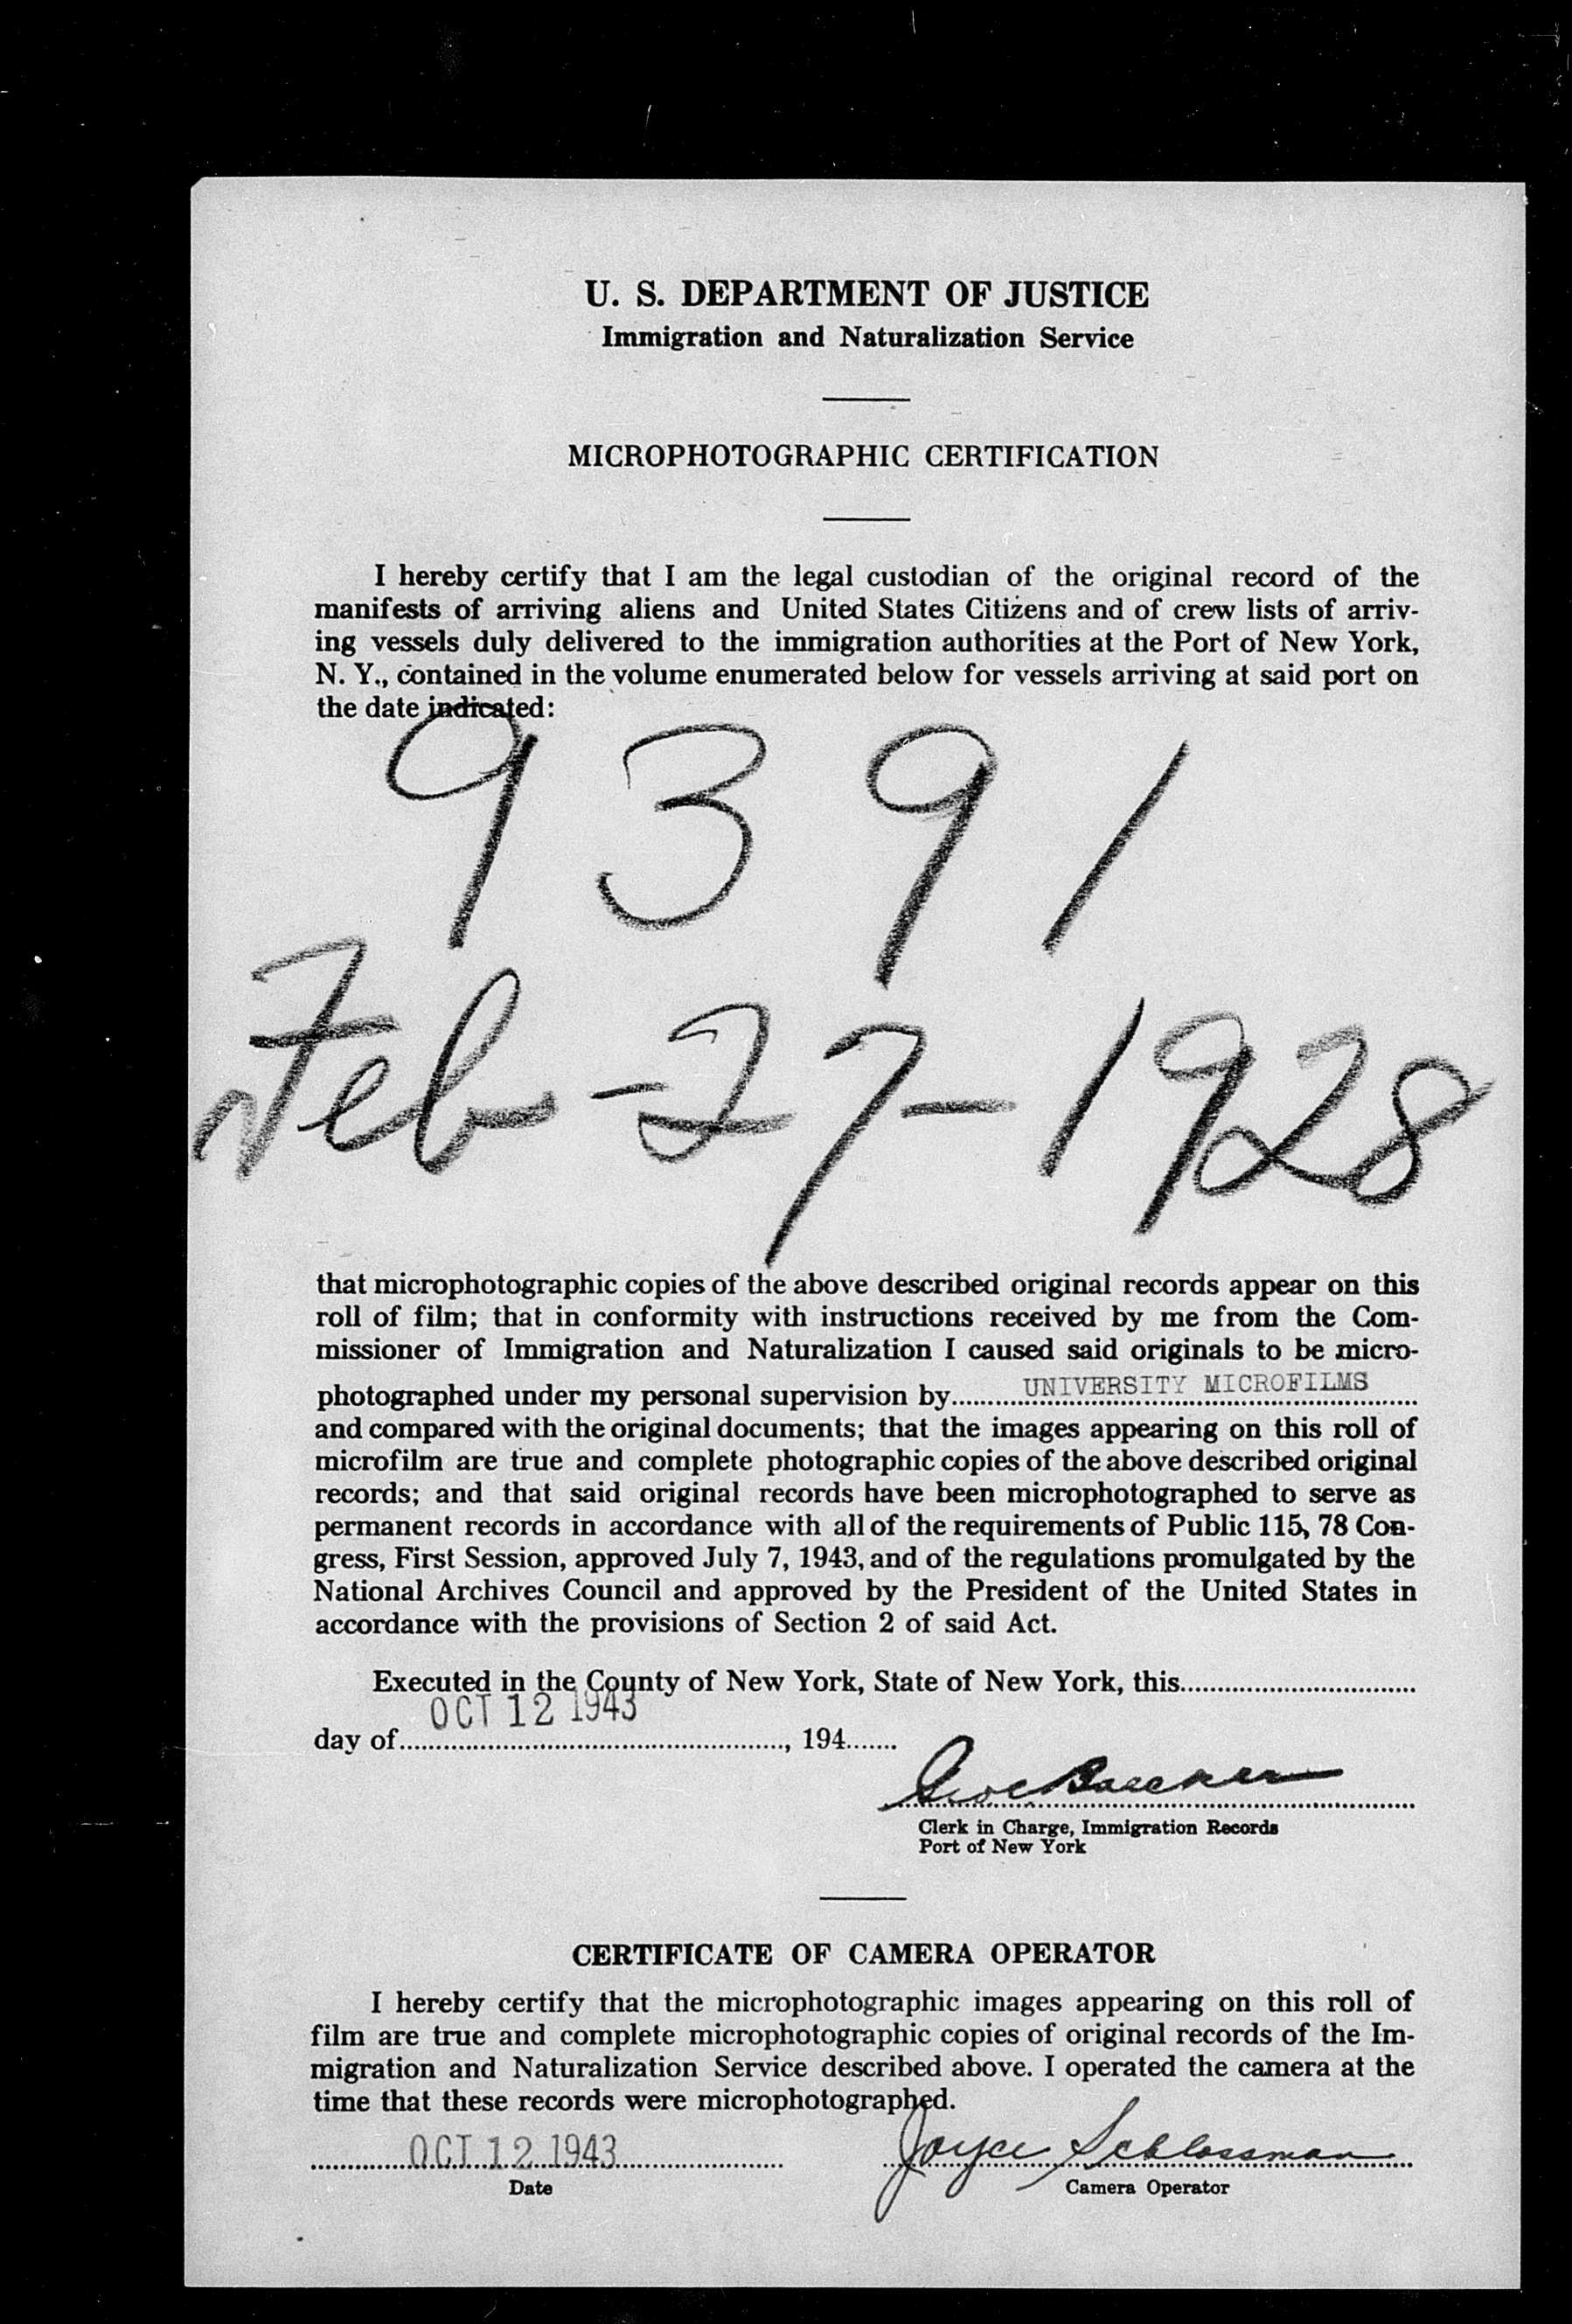 U. S. DEPARTMENT OF JUSTICE
Immigration and Naturalization Service
MICROPHOTOGRAPHIC CERTIFICATION
I hereby certify that I am the legal custodian of the original record of the
manifests of arriving aliens and United States Citizens and of crew lists of arriv-
ing vessels duly delivered to the immigration authorities at the Port of New York,
N. Y., contained in the volume enumerated below for vessels arriving at said port on
the date indicated:
9391
Feb-27-1928
that microphotographic copies of the above described original records appear on this
roll of film; that in conformity with instructions received by me from the Com-
missioner of Immigration and Naturalization I caused said originals to be micro-
photographed under my personal supervision by UNIVERSITY MICROFILMS
and compared with the original documents; that the images appearing on this roll of
microfilm are true and complete photographic copies of the above described original
records; and that said original records have been microphotographed to serve as
permanent records in accordance with all of the requirements of Public 115, 78 Con-
gress, First Session, approved July 7, 1943, and of the regulations promulgated by the
National Archives Council and approved by the President of the United States in
accordance with the provisions of Section 2 of said Act.
Executed in the County of New York, State of New York, this
OCT 12 1943
day of , 194
Clerk in Charge, Immigration Records
Port of New York
CERTIFICATE OF CAMERA OPERATOR
I hereby certify that the microphotographic images appearing on this roll of
film are true and complete microphotographic copies of original records of the Im-
migration and Naturalization Service described above. I operated the camera at the
time that these records were microphotographed.
OCT 12 1943 Joyce Schlossman
Date Camera Operator